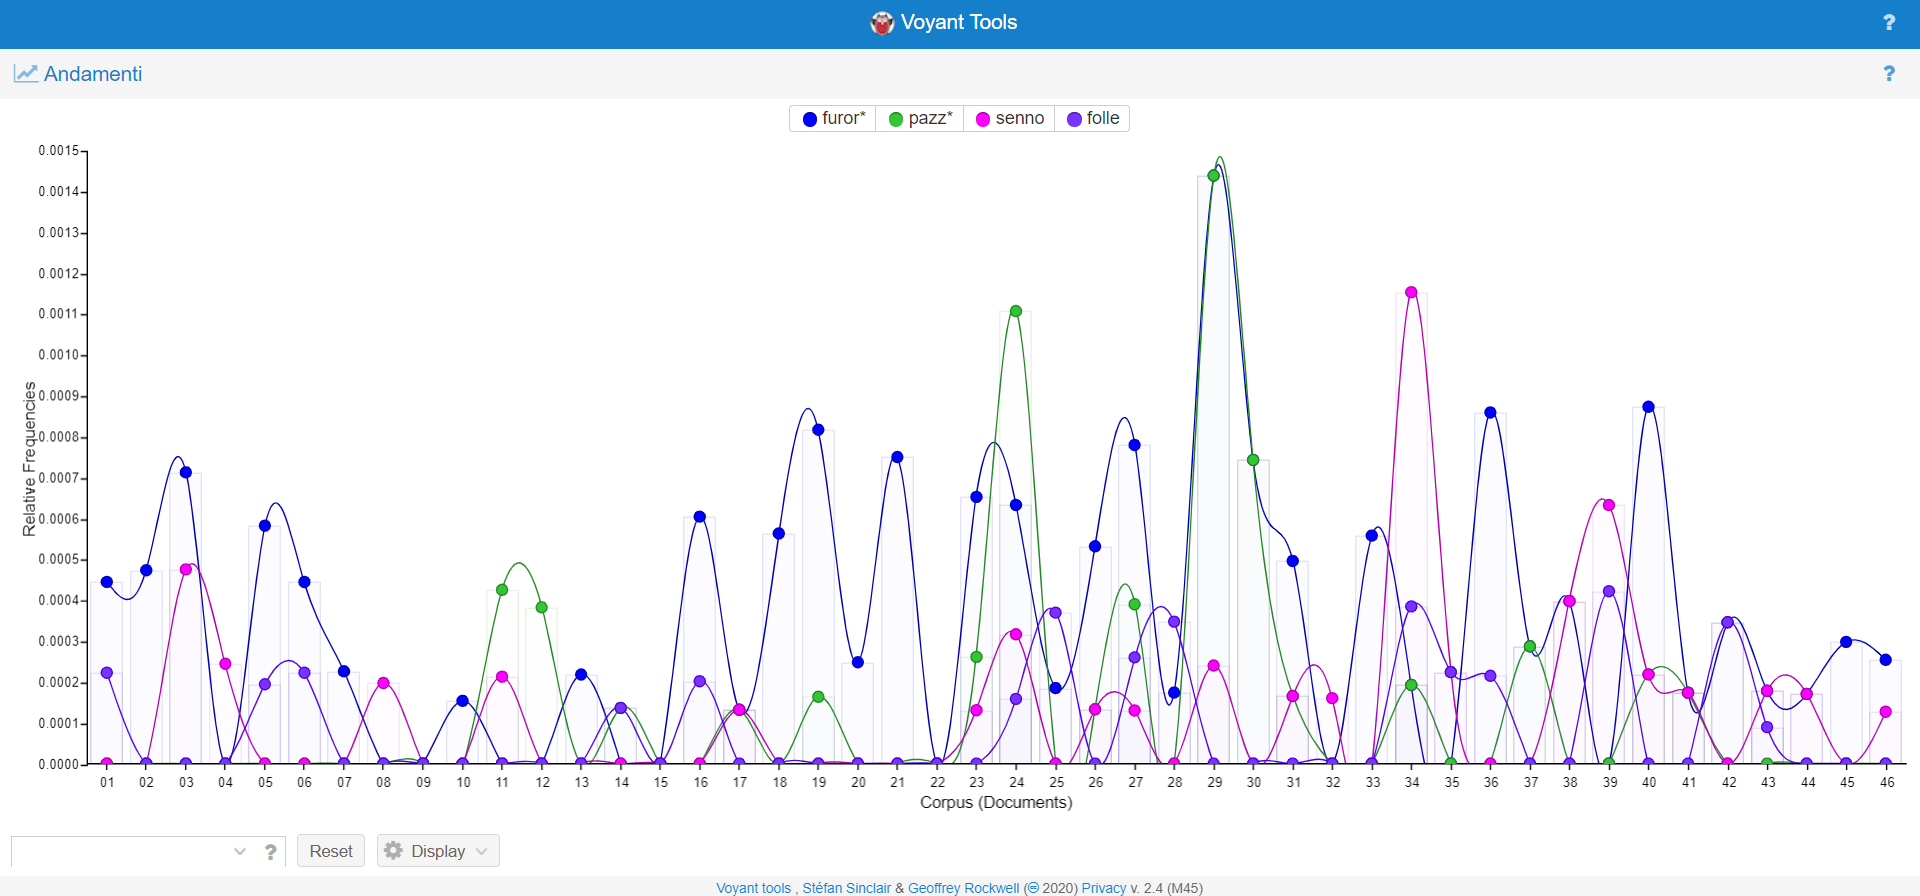 Voyant Tools
?
Andamenti
?
furor* pazz* senno folle
0.0015
0.0014
0.0013
0.0012
0.0011
0.0010
0.0009
0.0008
0.0007
0.0006
0.0005
0.0004
0.0003
0.0002
0.0001
0.0000
Relative Frequencies
01 02 03 04 05 06 07 08 09 10 11 12 13 14 15 16 17 18 19 20 21 22 23 24 25 26 27 28 29 30 31 32 33 34 35 36 37 38 39 40 41 42 43 44 45 46
Corpus (Documents)
? Reset Display
Voyant tools , Stéfan Sinclair & Geoffrey Rockwell (🄯 2020) Privacy v. 2.4 (M45)